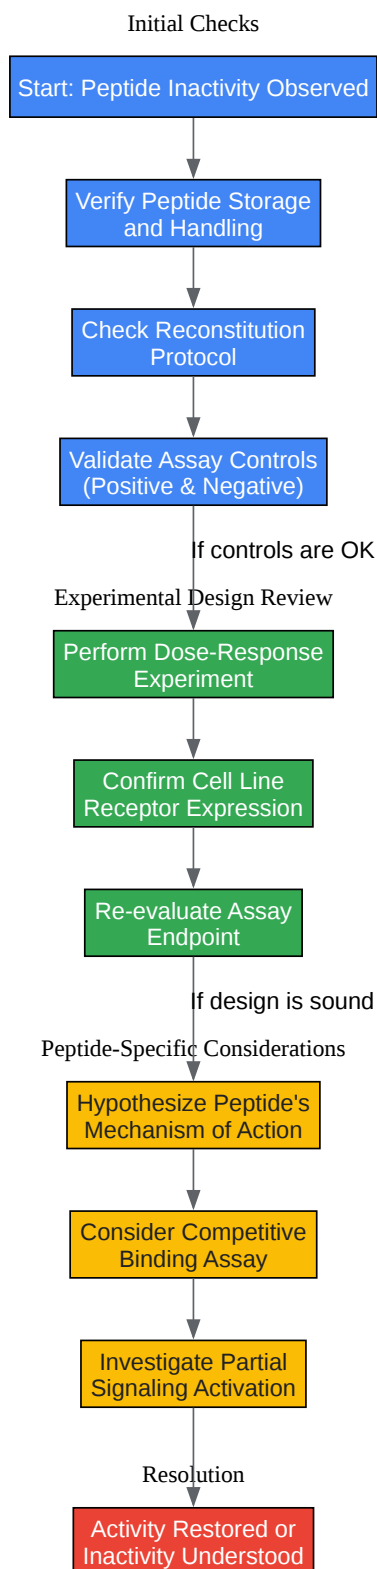 Initial Checks
Start: Peptide Inactivity Observed
Verify Peptide Storage
and Handling
Check Reconstitution
Protocol
Validate Assay Controls
(Positive & Negative)
If controls are OK
Experimental Design Review
Perform Dose-Response
Experiment
Confirm Cell Line
Receptor Expression
Re-evaluate Assay
Endpoint
If design is sound
Peptide-Specific Considerations
Hypothesize Peptide's
Mechanism of Action
Consider Competitive
Binding Assay
Investigate Partial
Signaling Activation
Resolution
Activity Restored or
Inactivity Understood